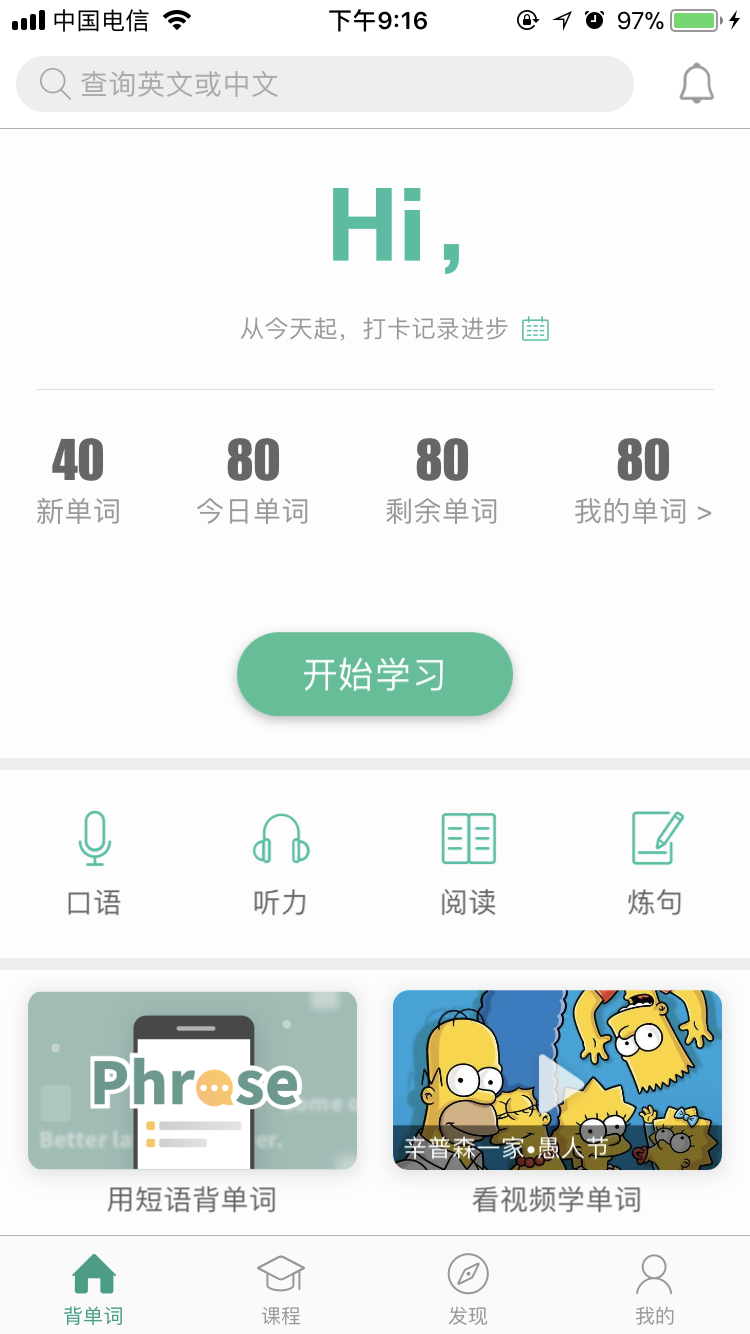 中国电信 下午9:16 97%
查询英文或中文
Hi,
从今天起，打卡记录进步
40 80 80 80
新单词 今日单词 剩余单词 我的单词 >
开始学习
口语 听力 阅读 炼句
Phrase
Better la
ome
er.
辛普森一家•愚人节
用短语背单词 看视频学单词
背单词 课程 发现 我的